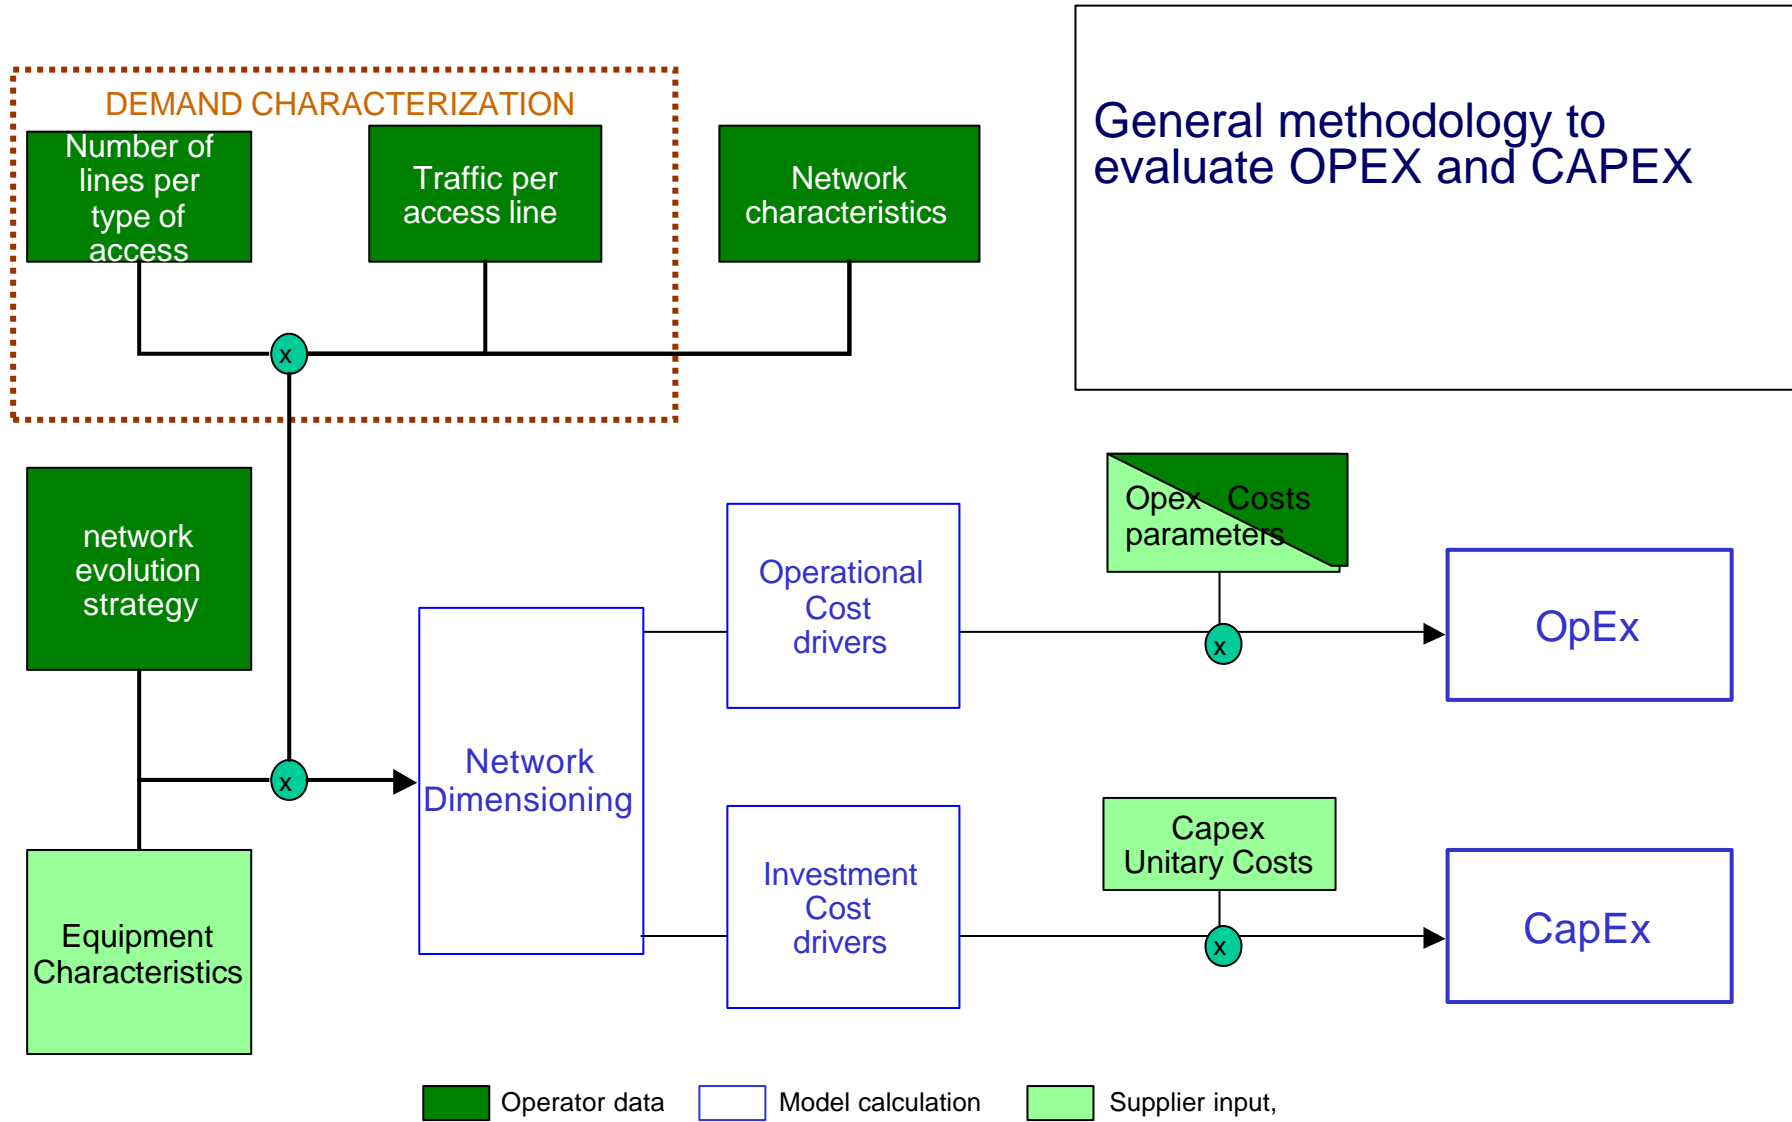 DEMAND CHARACTERIZATION
Number of
lines per
type of
access
Traffic per
access line
Network
characteristics
General methodology to
evaluate OPEX and CAPEX
x
network
evolution
strategy
Operational
Cost
drivers
Opex Costs
parameters
x
OpEx
x
Network
Dimensioning
Equipment
Characteristics
Investment
Cost
drivers
Capex
Unitary Costs
x
CapEx
Operator data
Model calculation
Supplier input,